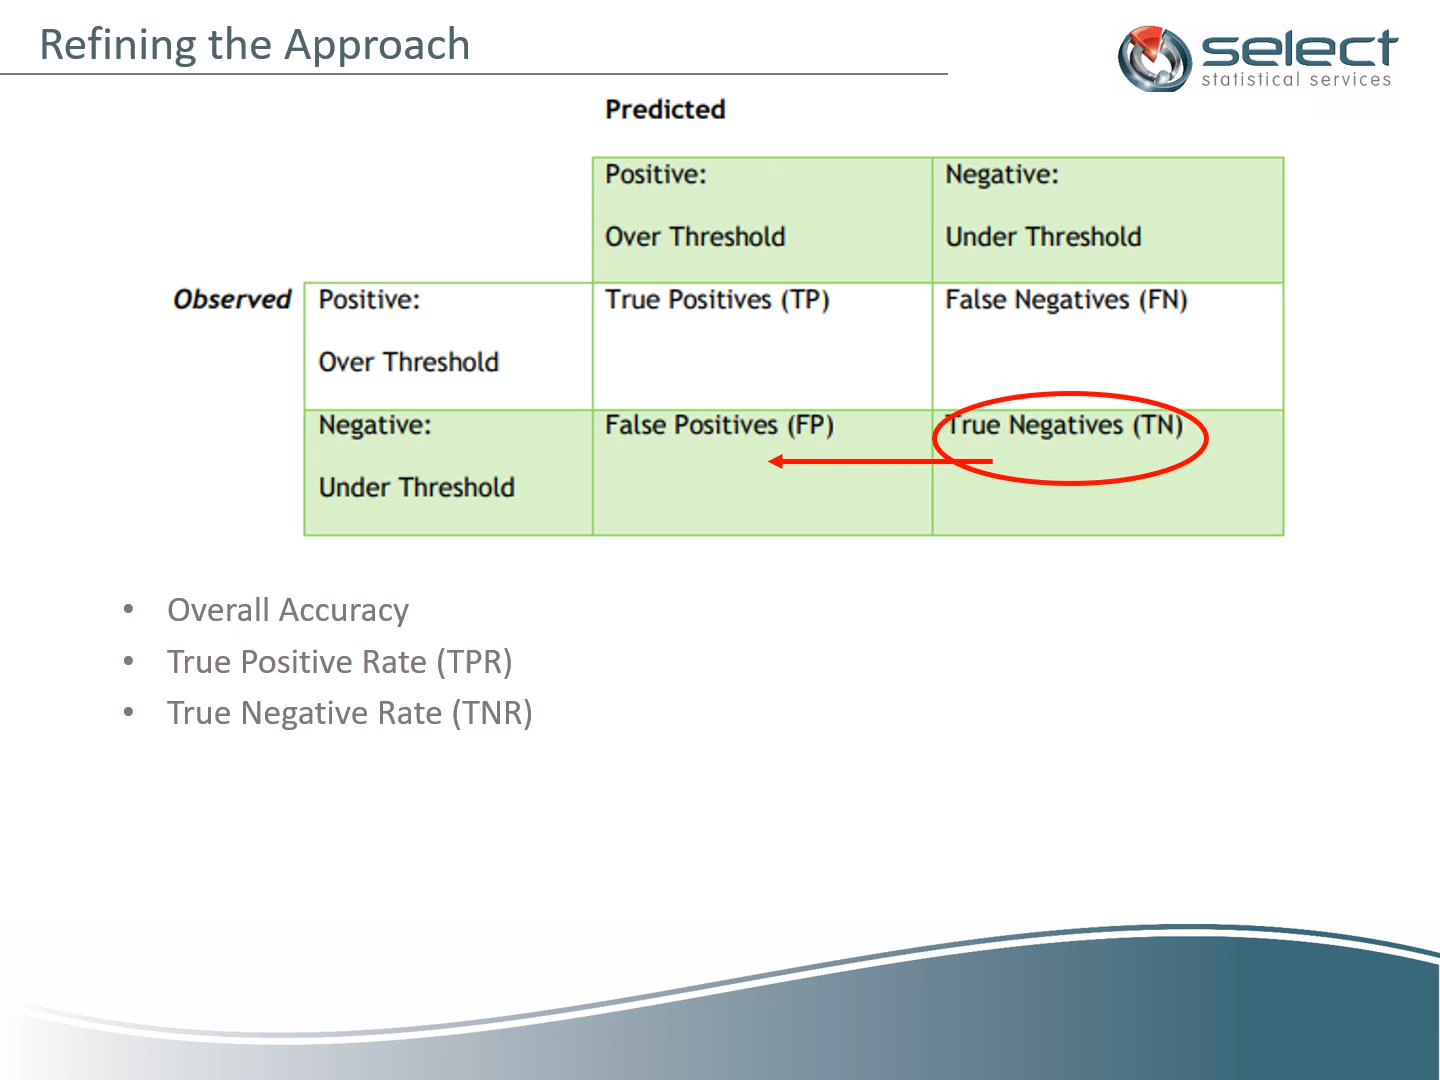 Refining the Approach
select
statistical services
Predicted
Positive:
Over Threshold
Negative:
Under Threshold
Observed
Positive:
Over Threshold
True Positives (TP)
False Negatives (FN)
Negative:
Under Threshold
False Positives (FP)
True Negatives (TN)
• Overall Accuracy
• True Positive Rate (TPR)
• True Negative Rate (TNR)